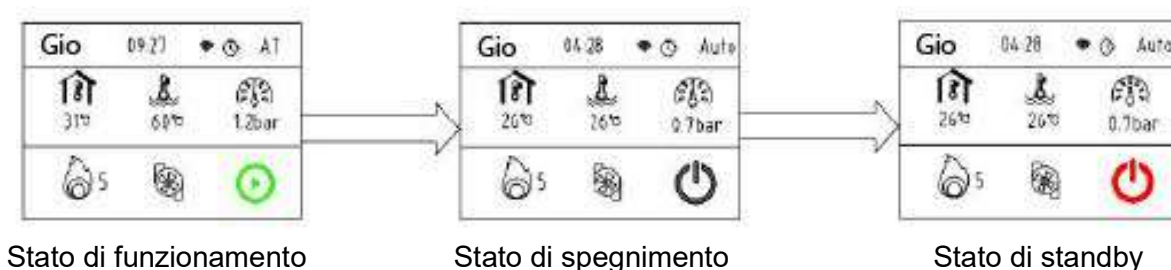 Gio 09:27 AT
31°C 60°C 1.2bar
5
Gio 04:28 Auto
26°C 26°C 0.7bar
5
Gio 04:28 Auto
26°C 26°C 0.7bar
5
Stato di funzionamento
Stato di spegnimento
Stato di standby